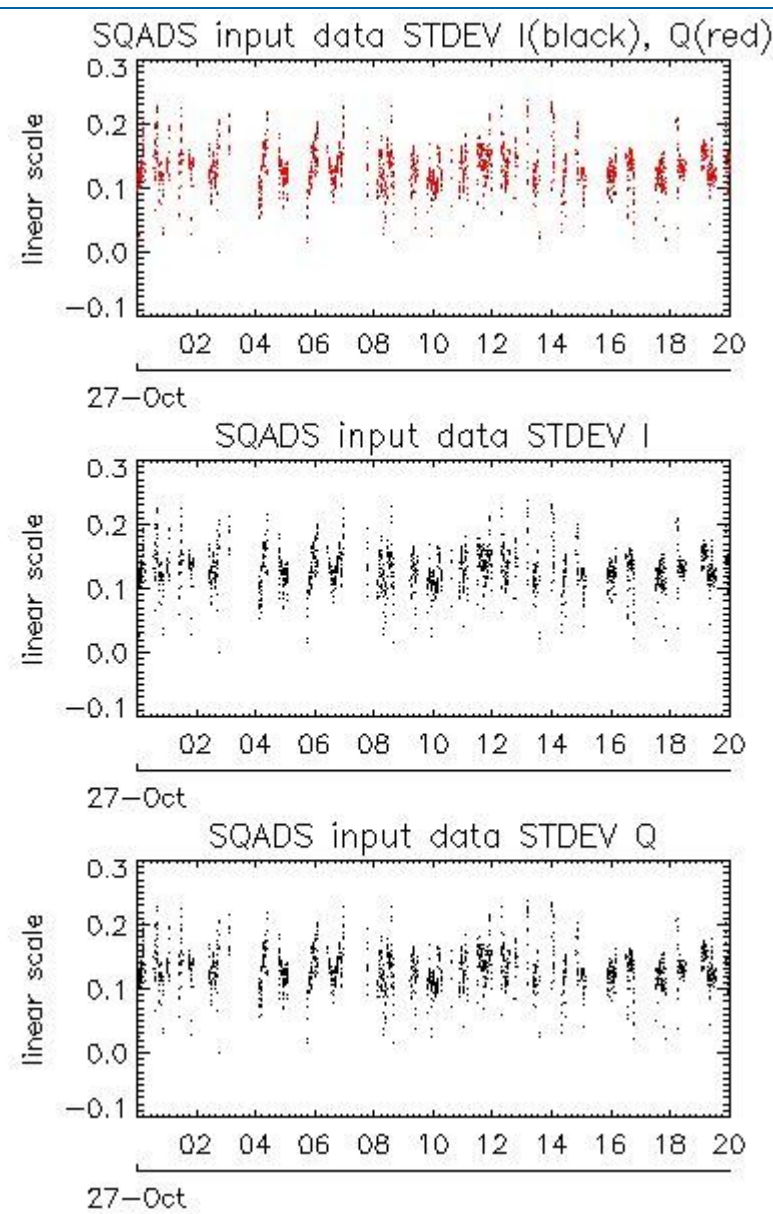 SQADS input data STDEV I(black), Q(red)
0.3
0.2
0.1
0.0
−0.1
linear scale
02 04 06 08 10 12 14 16 18 20
27−Oct
SQADS input data STDEV I
0.3
0.2
0.1
0.0
−0.1
linear scale
02 04 06 08 10 12 14 16 18 20
27−Oct
SQADS input data STDEV Q
0.3
0.2
0.1
0.0
−0.1
linear scale
02 04 06 08 10 12 14 16 18 20
27−Oct